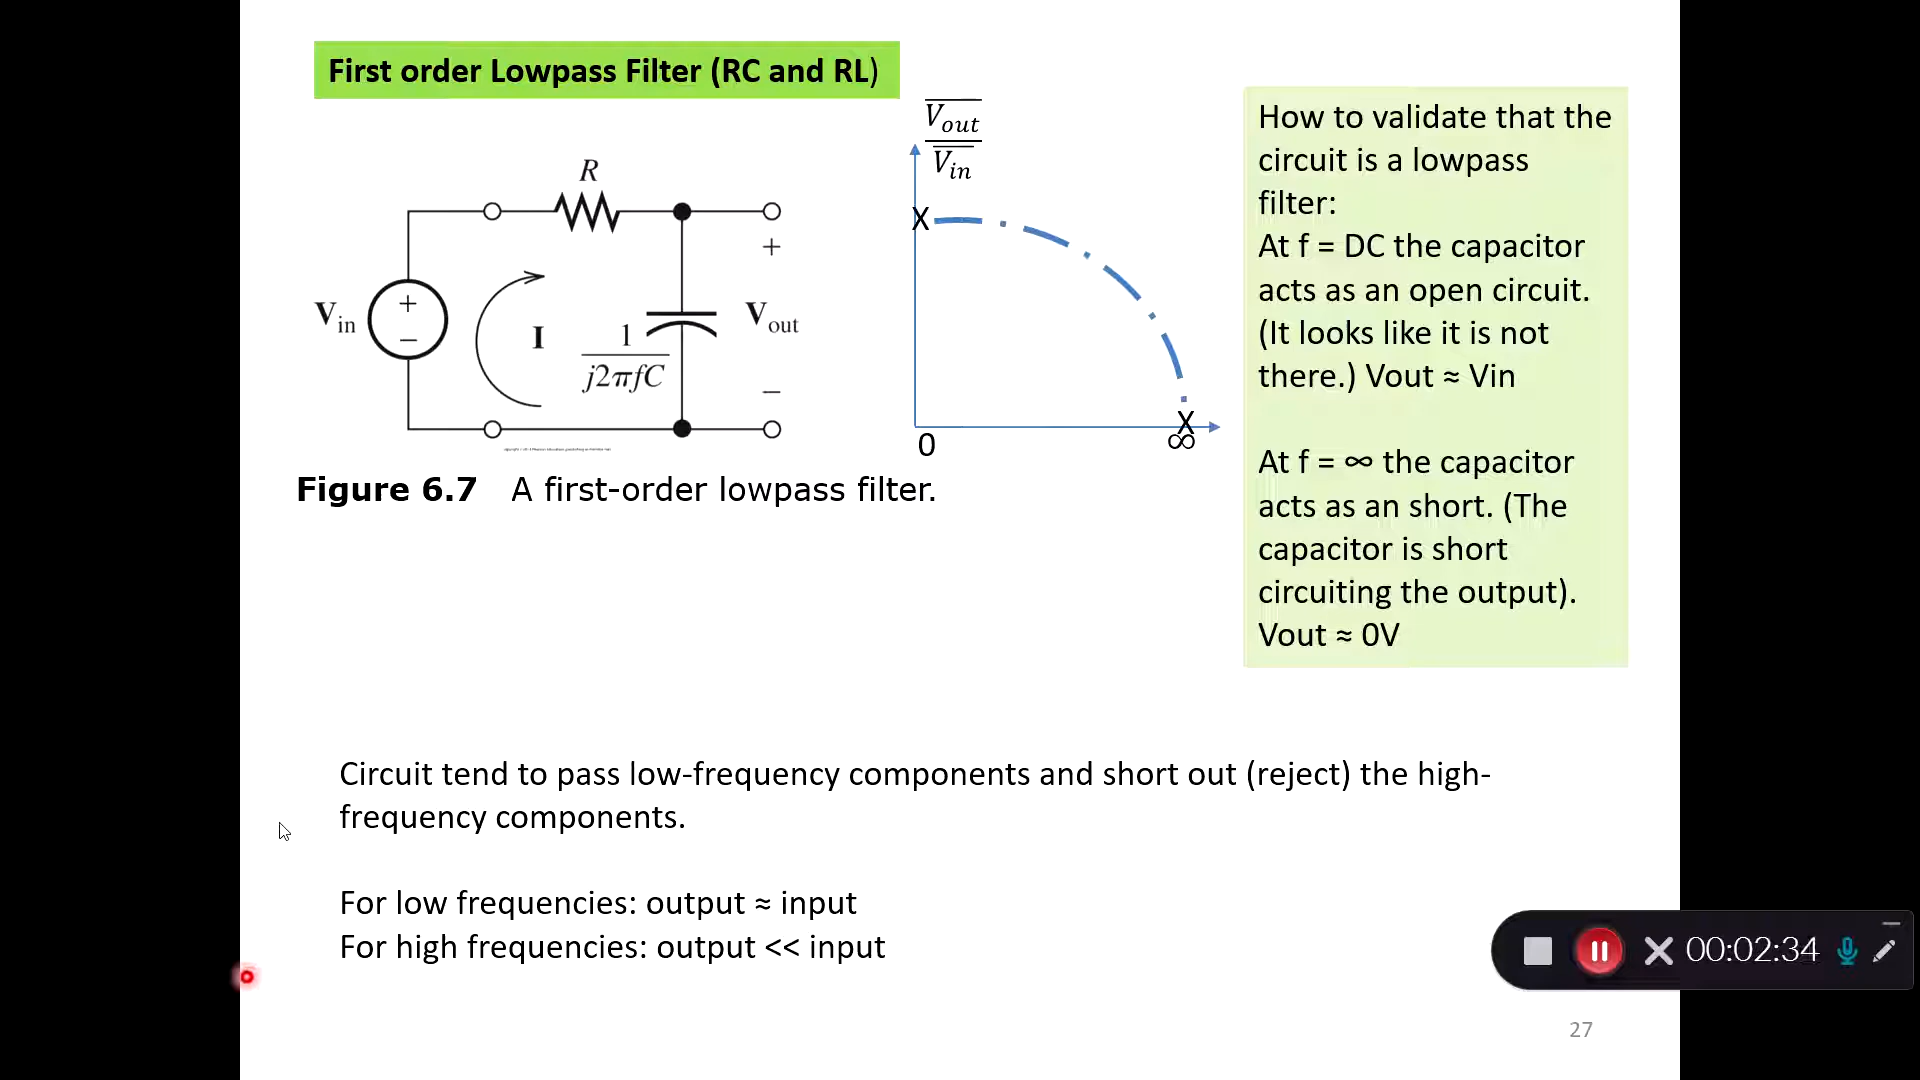 First order Lowpass Filter (RC and RL)
R
+
V_in
+
−
I
1
j2πfC
V_out
−
Figure 6.7 A first-order lowpass filter.
V_out
V_in
X
X
0
∞
How to validate that the
circuit is a lowpass
filter:
At f = DC the capacitor
acts as an open circuit.
(It looks like it is not
there.) Vout ≈ Vin
At f = ∞ the capacitor
acts as an short. (The
capacitor is short
circuiting the output).
Vout ≈ 0V
Circuit tend to pass low-frequency components and short out (reject) the high-
frequency components.
For low frequencies: output ≈ input
For high frequencies: output << input
00:02:34
27